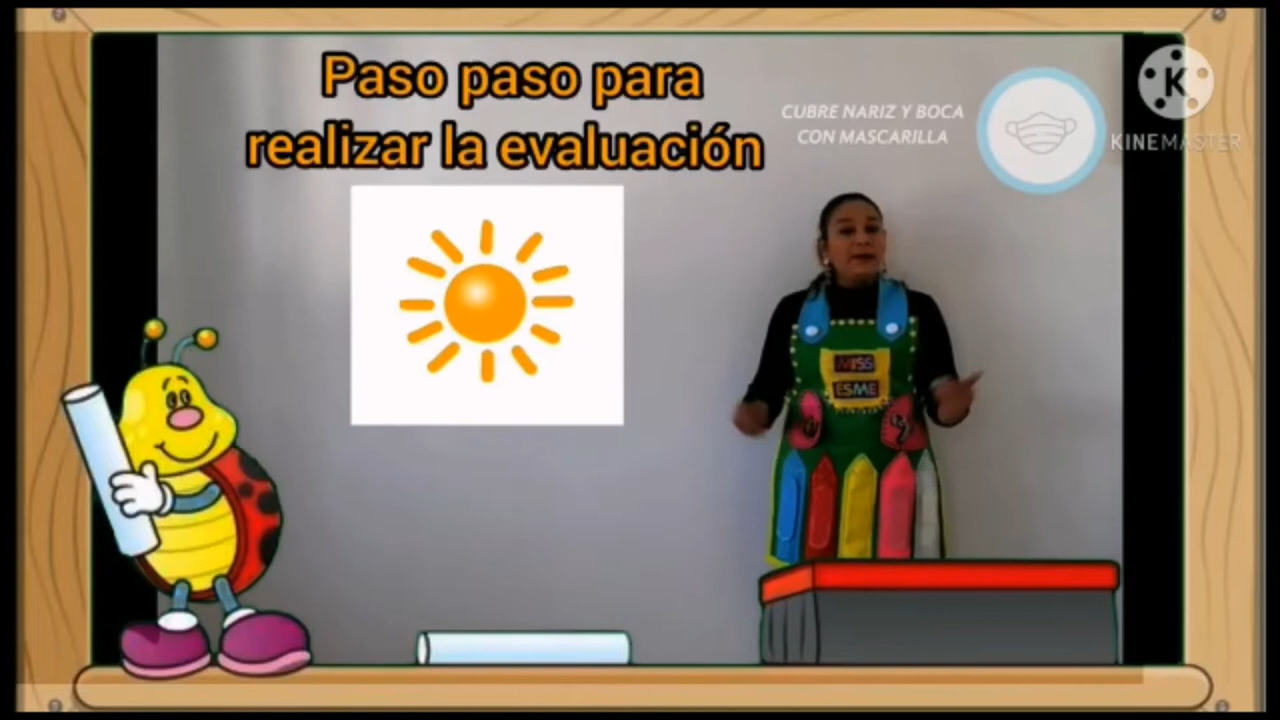 Paso paso para
realizar la evaluación
CUBRE NARIZ Y BOCA
CON MASCARILLA
K
KINEMASTER
MISS
ESME